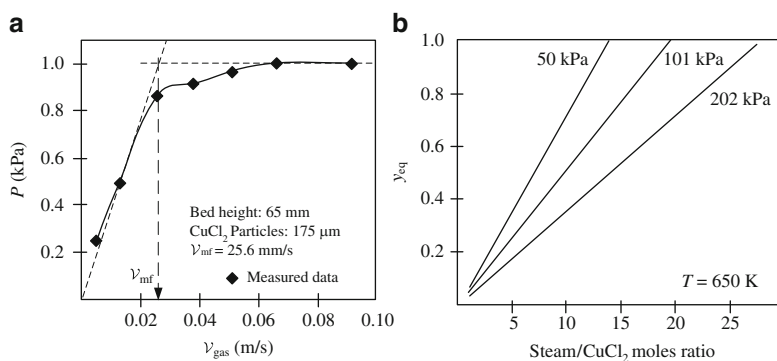 a
1.0
0.8
0.6
0.4
0.2
P (kPa)
Bed height: 65 mm
CuCl2 Particles: 175 μm
𝒱mf = 25.6 mm/s
Measured data
𝒱mf
0.02 0.04 0.06 0.08 0.10
𝒱gas (m/s)
b
1.0
0.8
0.6
0.4
0.2
yeq
50 kPa
101 kPa
202 kPa
T = 650 K
5 10 15 20 25
Steam/CuCl2 moles ratio